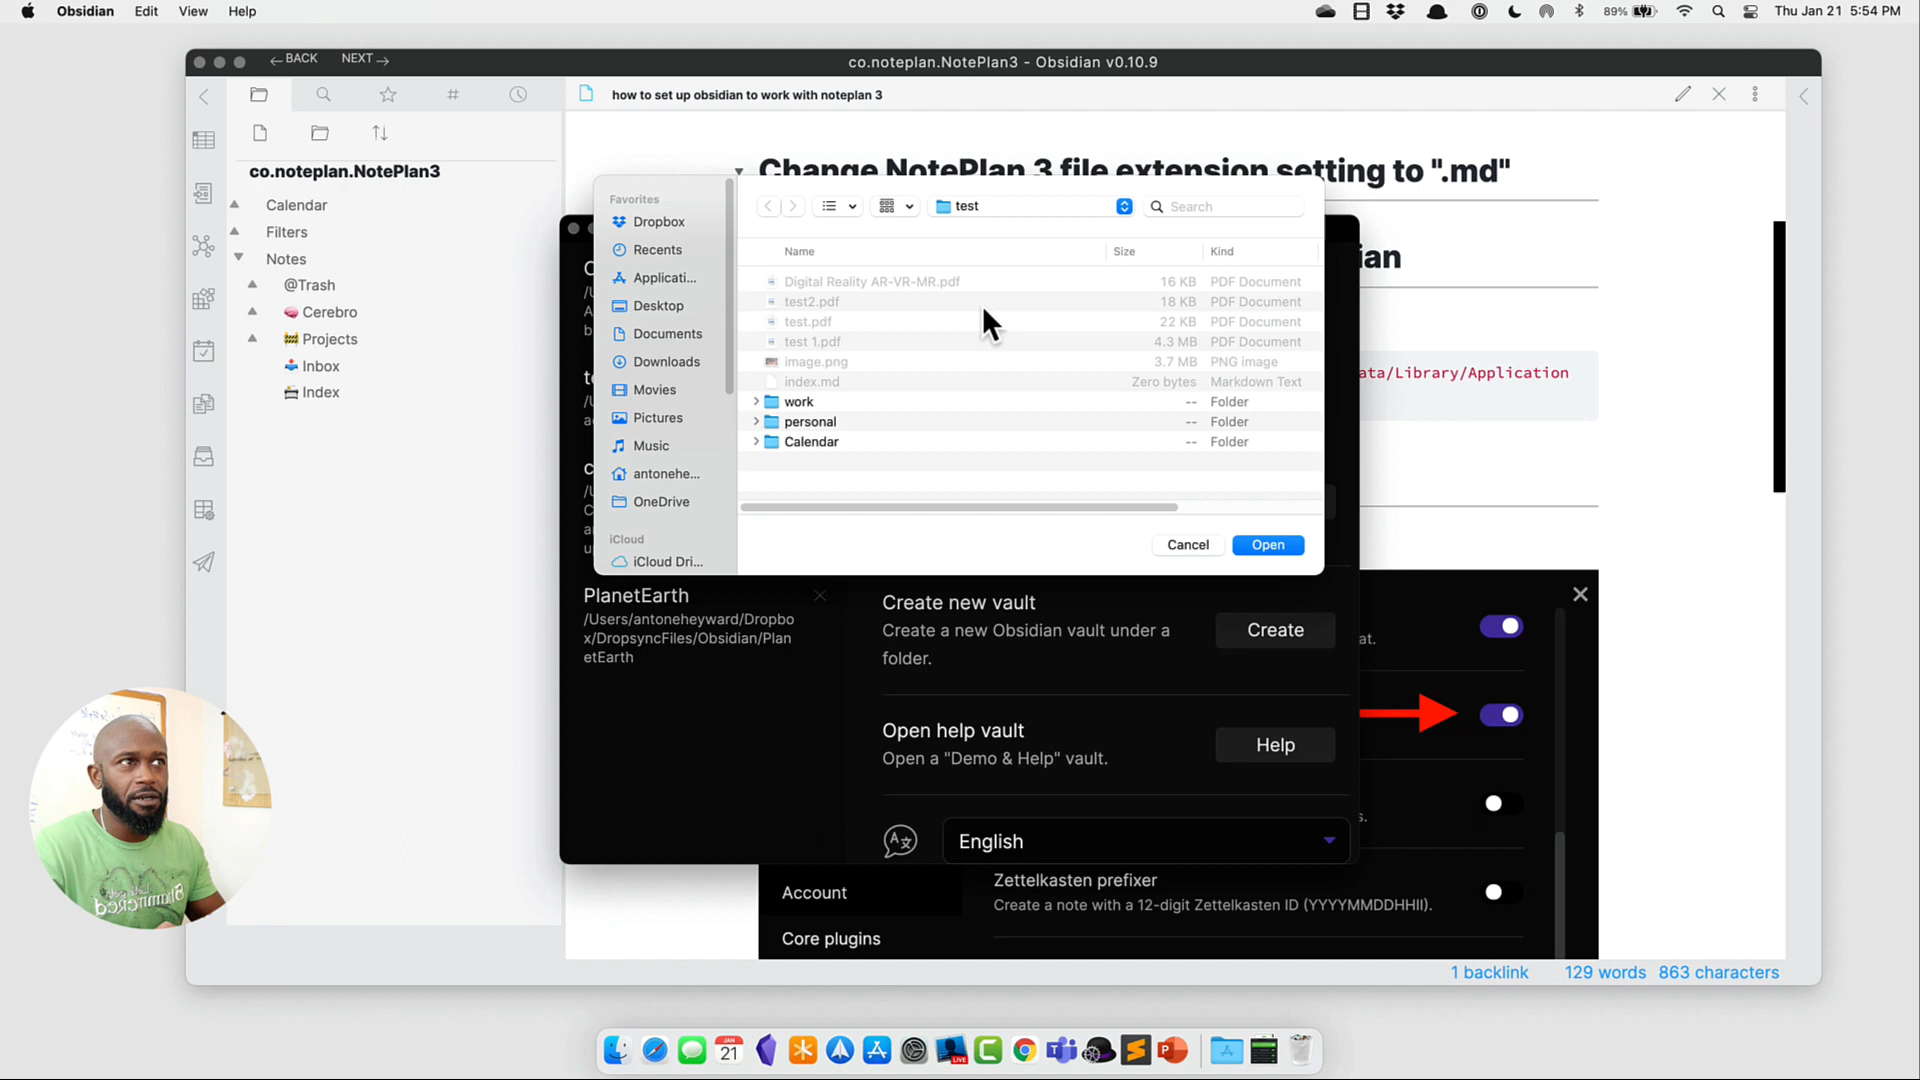 Obsidian Edit View Help
89% Thu Jan 21 5:54 PM
←BACK NEXT→
co.noteplan.NotePlan3 - Obsidian v0.10.9
how to set up obsidian to work with noteplan 3
co.noteplan.NotePlan3
Calendar
Filters
Notes
@Trash
Cerebro
Projects
Inbox
Index
Change NotePlan 3 file extension setting to ".md"
ian
ata/Library/Application
Favorites
Dropbox
Recents
Applicati...
Desktop
Documents
Downloads
Movies
Pictures
Music
antonehe...
OneDrive
iCloud
iCloud Dri...
test
Search
Name Size Kind
Digital Reality AR-VR-MR.pdf 16 KB PDF Document
test2.pdf 18 KB PDF Document
test.pdf 22 KB PDF Document
test 1.pdf 4.3 MB PDF Document
image.png 3.7 MB PNG image
index.md Zero bytes Markdown Text
work -- Folder
personal -- Folder
Calendar -- Folder
Cancel Open
PlanetEarth
/Users/antoneheyward/Dropbo
x/DropsyncFiles/Obsidian/Plan
etEarth
Create new vault
Create a new Obsidian vault under a
folder.
Create
Open help vault
Open a "Demo & Help" vault.
Help
English
at.
s.
Account
Core plugins
Zettelkasten prefixer
Create a note with a 12-digit Zettelkasten ID (YYYYMMDDHHII).
1 backlink 129 words 863 characters
JAN
21
LIVE